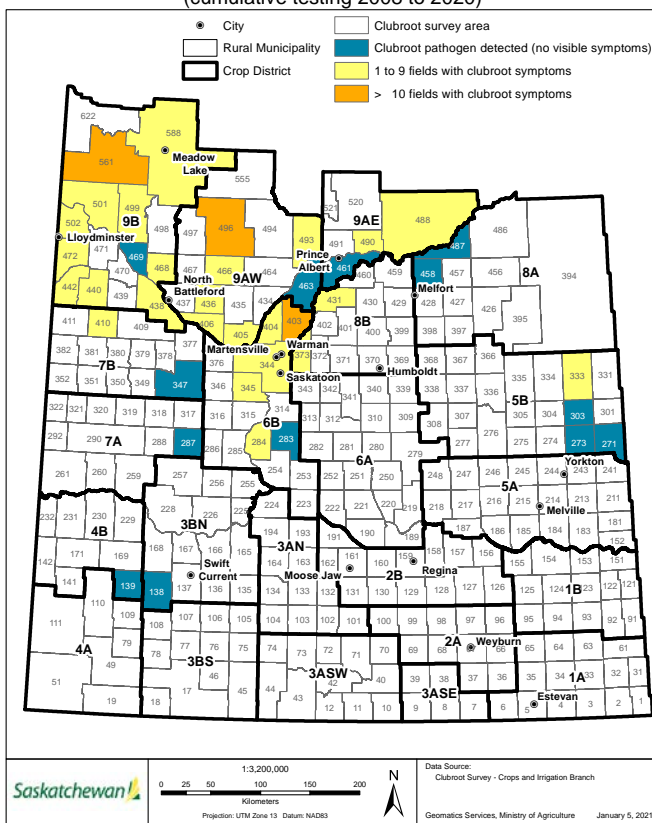 (cumulative testing 2008 to 2020)
City
Rural Municipality
Crop District
Clubroot survey area
Clubroot pathogen detected (no visible symptoms)
1 to 9 fields with clubroot symptoms
> 10 fields with clubroot symptoms
622 588
Meadow Lake
561 555 520 521 9AE 488
501 499 498 497 496 494 493 491 490 487 486
502 9B 471 469 468 467 466 9AW 463 461 460 459 458 457 456 8A 394
Lloydminster
Prince Albert
472 470 442 440 439 438 437 436 435 434 431 430 429 428 427 426 395
North Battleford
Melfort
411 410 409 406 405 404 403 402 401 400 399 398 397 8B
Martensville
Warman
Saskatoon
Humboldt
382 381 380 379 378 377 376 344 373 372 371 370 369 368 367 366
7B 352 351 350 349 347 346 345 343 342 341 340 339 338 337 336 335 334 333 331
322 321 320 319 318 317 316 315 314 313 312 310 309 308 307 305 304 303 301 5B
292 290 288 287 286 285 284 283 282 281 280 279 277 276 275 274 273 271
7A 6B 6A
261 260 259 257 256 255 254 253 252 251 250 248 247 246 245 244 243 241
Yorkton
232 231 230 229 228 226 225 224 223 222 221 220 219 218 217 216 215 214 213 211
4B 3BN 5A
Melville
171 169 168 167 166 165 194 193 191 190 189 187 186 185 184 183 181
142 141 139 138 137 136 135 164 163 162 161 160 159 158 157 156 155 154 153 152 151
Swift Current
3AN
Moose Jaw
2B
Regina
134 133 132 131 130 129 128 127 126 125 124 123 122 121 1B
111 110 109 108 107 106 105 104 103 102 101 100 99 98 97 96 95 94 93 92 91
4A 79 78 77 76 75 74 73 72 71 70 69 68 67 66 65 64 63 61
2A
Weyburn
51 49 46 45 44 43 42 40 39 38 37 36 35 34 33 32 31
3BS 3ASW 3ASE 1A
19 18 17 12 11 10 9 8 7 6 5 4 3 2 1
Estevan
Saskatchewan
1:3,200,000
0 25 50 100 150 200
Kilometers
Projection: UTM Zone 13 Datum: NAD83
N
Data Source:
Clubroot Survey - Crops and Irrigation Branch
Geomatics Services, Ministry of Agriculture January 5, 2021